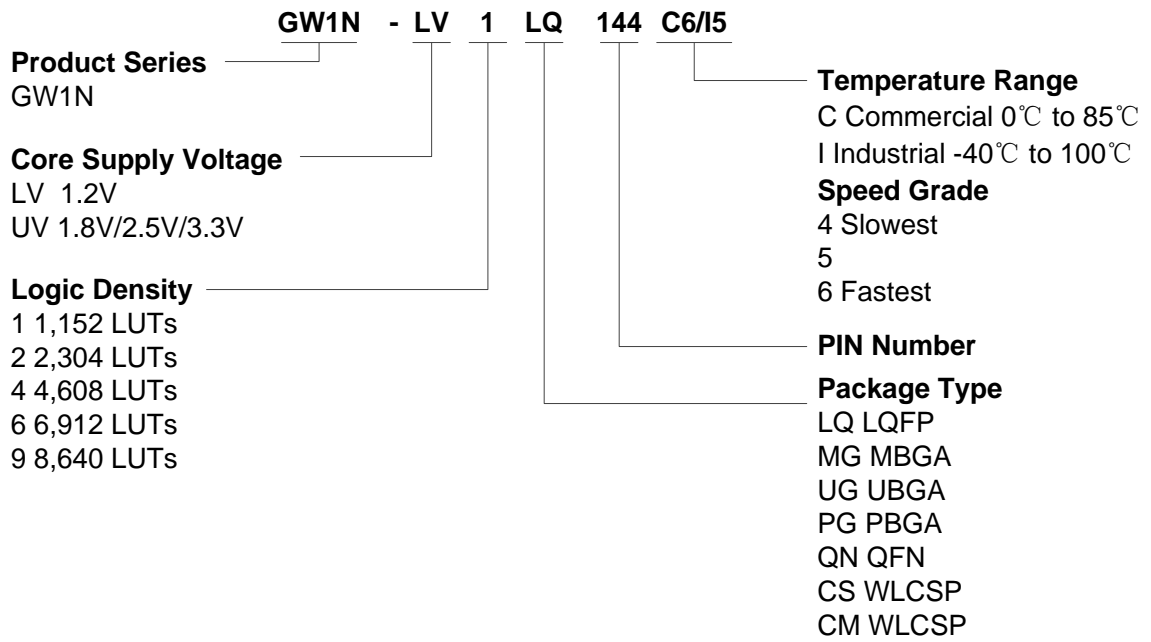 GW1N - LV 1 LQ 144 C6/I5
Product Series
GW1N
Core Supply Voltage
LV 1.2V
UV 1.8V/2.5V/3.3V
Logic Density
1 1,152 LUTs
2 2,304 LUTs
4 4,608 LUTs
6 6,912 LUTs
9 8,640 LUTs
Temperature Range
C Commercial 0℃ to 85℃
I Industrial -40℃ to 100℃
Speed Grade
4 Slowest
5
6 Fastest
PIN Number
Package Type
LQ LQFP
MG MBGA
UG UBGA
PG PBGA
QN QFN
CS WLCSP
CM WLCSP